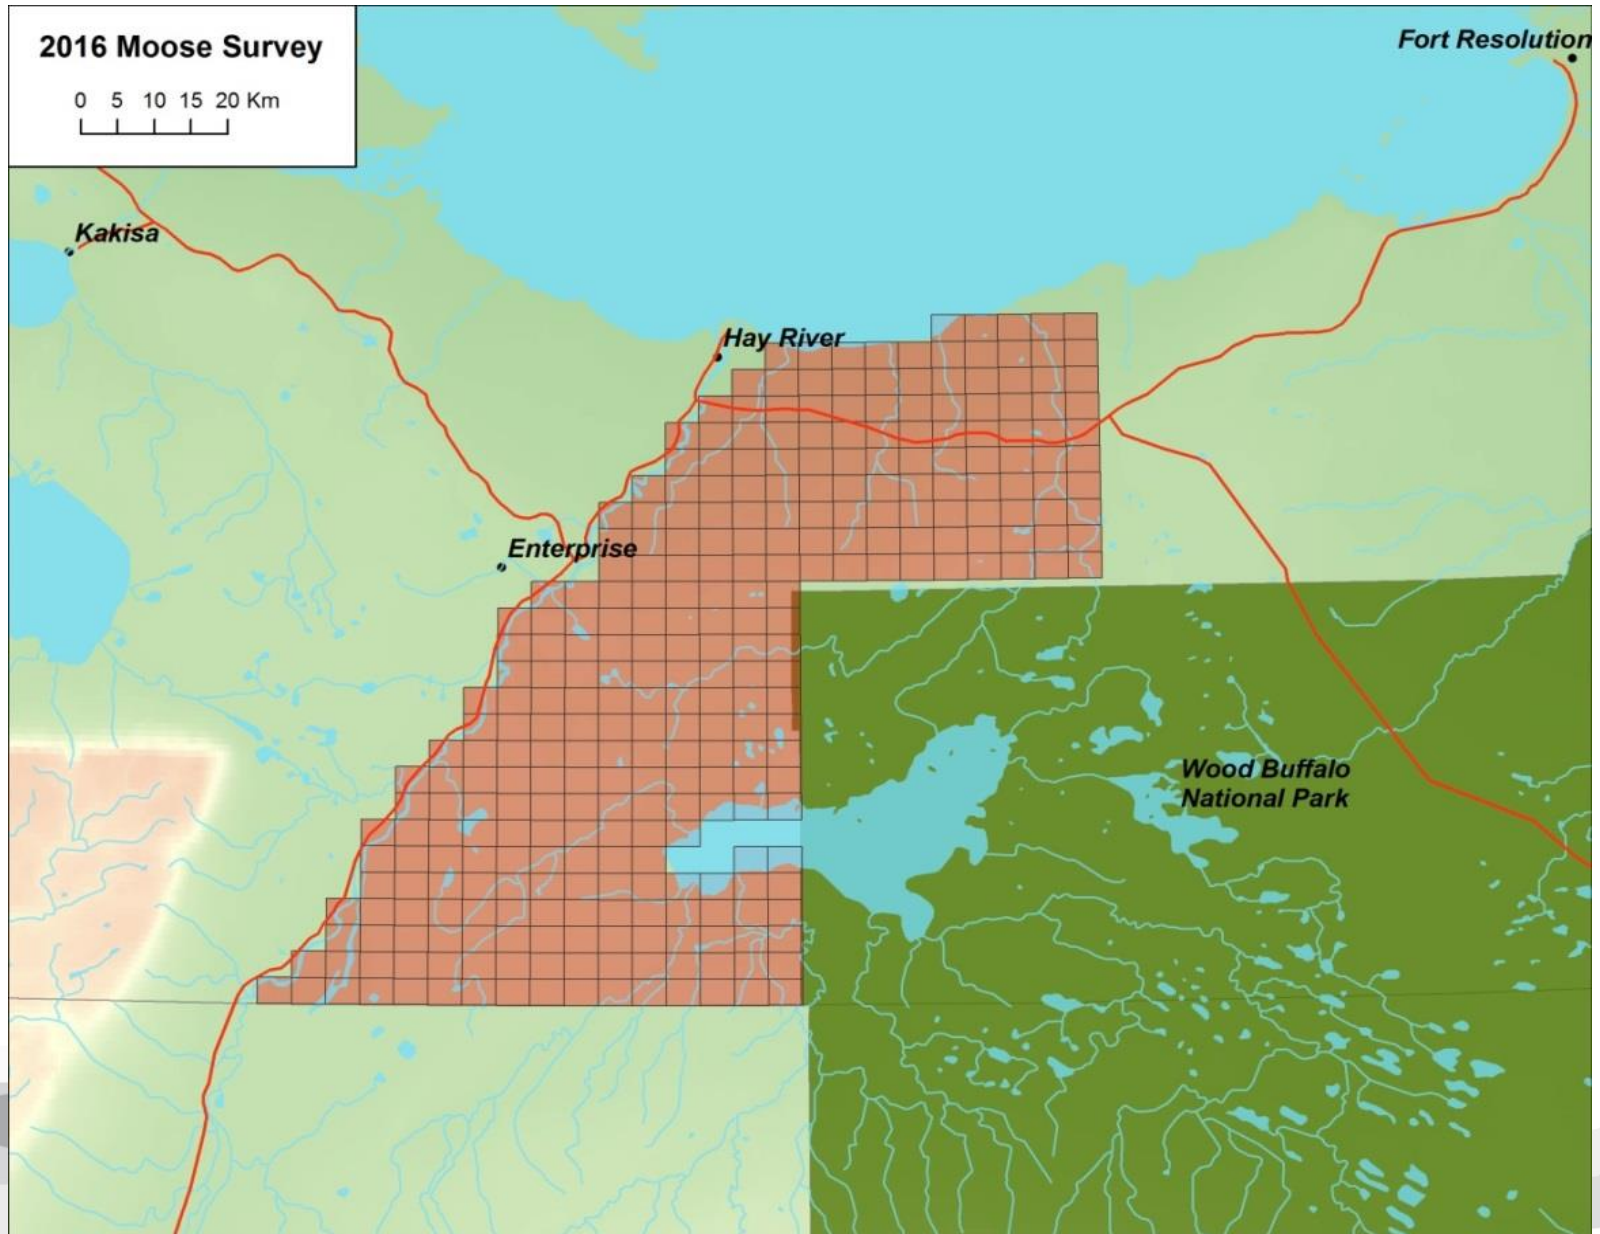 2016 Moose Survey
0 5 10 15 20 Km
Fort Resolution
Kakisa
Hay River
Enterprise
Wood Buffalo
National Park